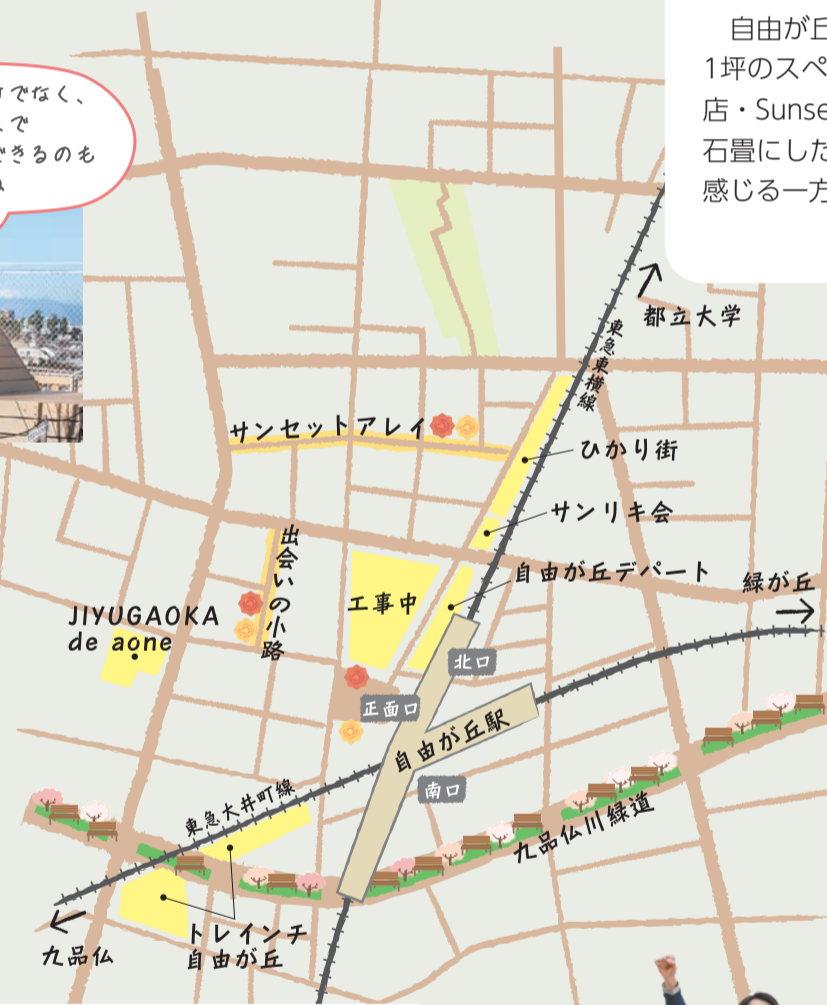 自由が丘
1坪のスペ
店・Sunse
石畳にした
感じる一方
でなく、
で
できるのも
都立大学
東急東横線
サンセットアレイ
ひかり街
サンリキ会
出会いの小路
自由が丘デパート
緑が丘
工事中
JIYUGAOKA
de aone
北口
正面口
自由が丘駅
南口
東急大井町線
九品仏川緑道
トレインチ
自由が丘
九品仏